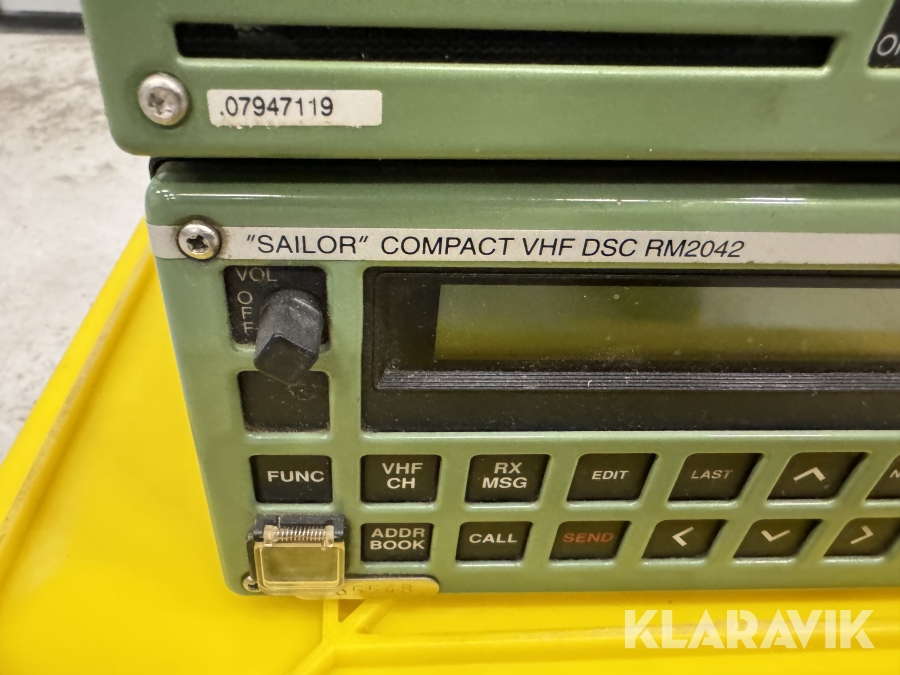 .07947119
"SAILOR" COMPACT VHF DSC RM2042
VOL
OFF
FUNC
VHF CH
RX MSG
EDIT
LAST
ADDR BOOK
CALL
SEND
KLARAVIK